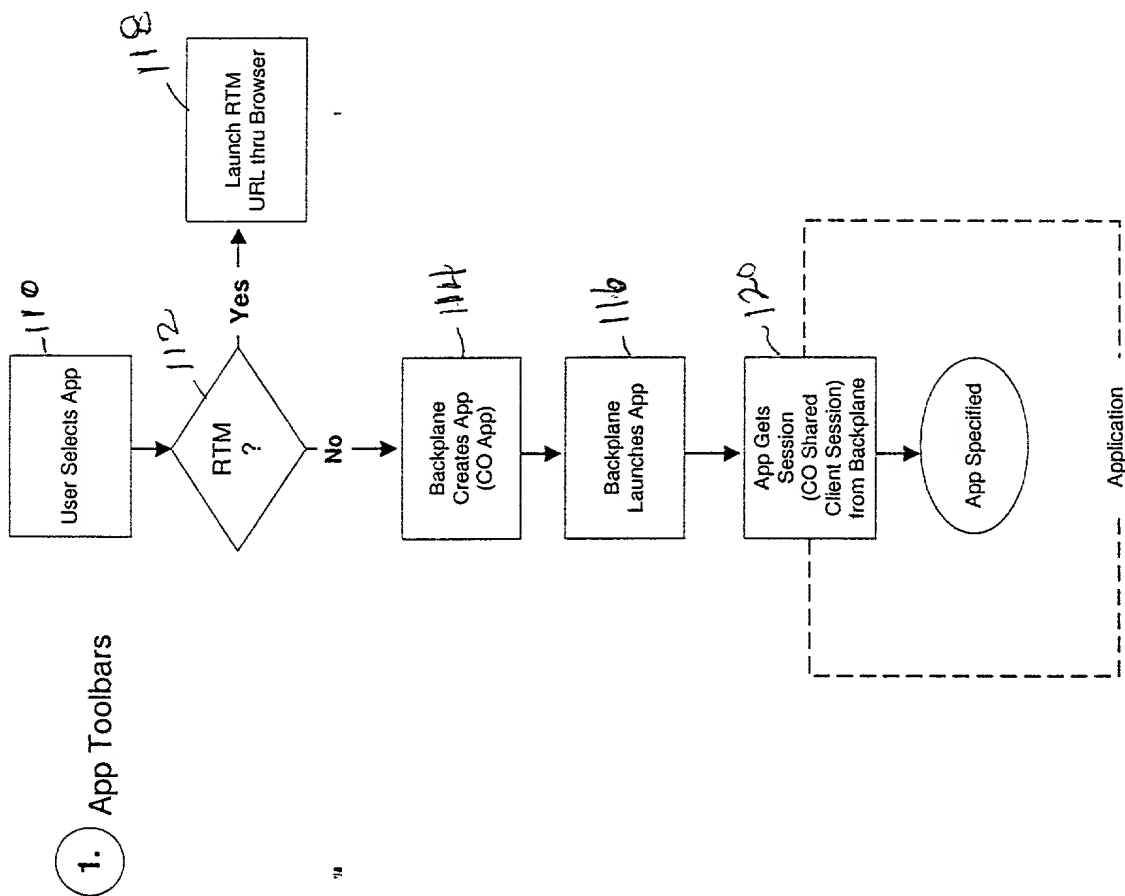 1. App Toolbars
User Selects App
110
RTM
?
112
Yes
Launch RTM
URL thru Browser
118
No
Backplane
Creates App
(CO App)
114
Backplane
Launches App
116
App Gets
Session
(CO Shared
Client Session)
from Backplane
120
App Specified
Application